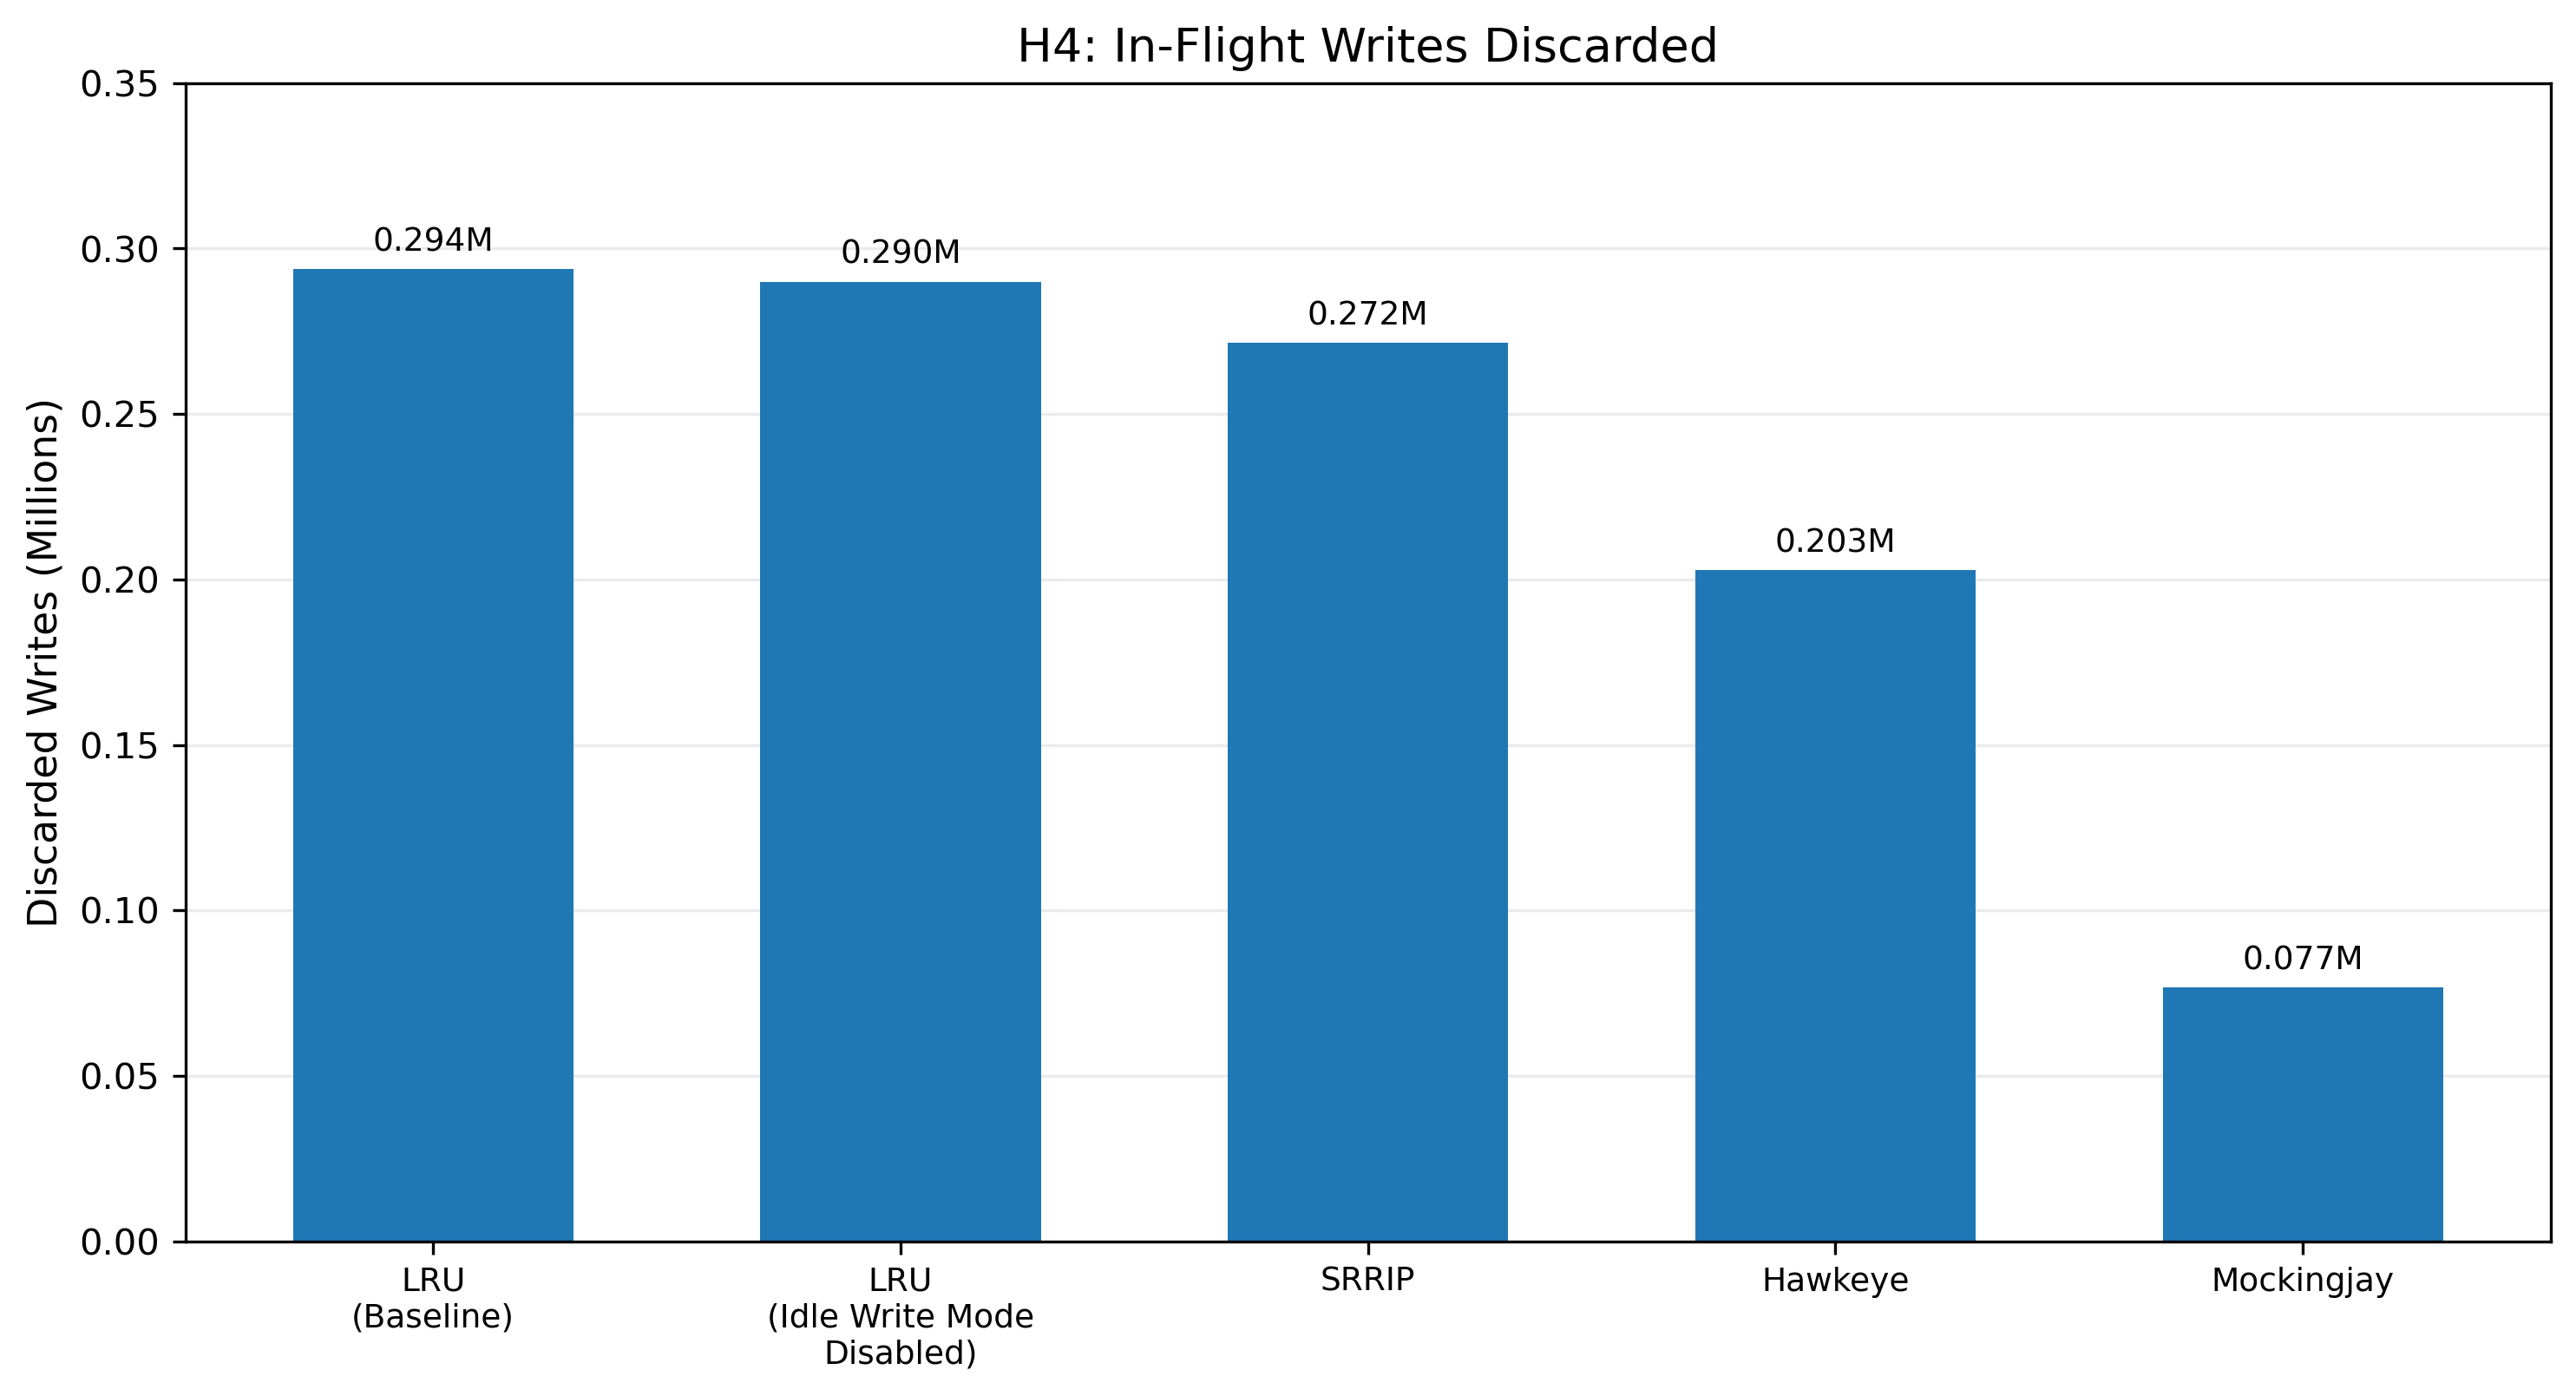 H4: In-Flight Writes Discarded
Discarded Writes (Millions)
0.35
0.30
0.25
0.20
0.15
0.10
0.05
0.00
0.294M
0.290M
0.272M
0.203M
0.077M
LRU
(Baseline)
LRU
(Idle Write Mode
Disabled)
SRRIP
Hawkeye
Mockingjay